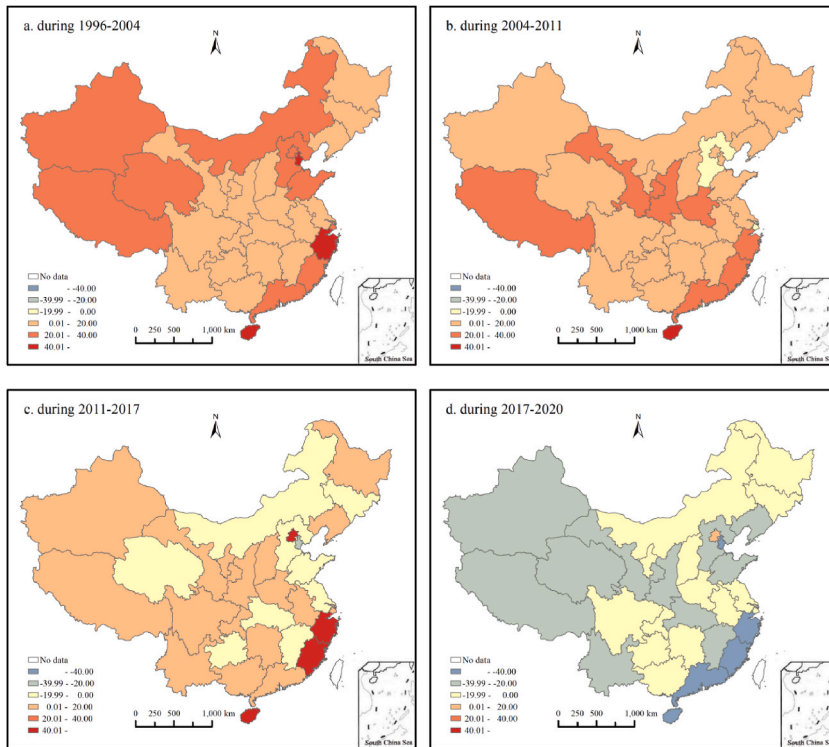 a. during 1996-2004
N
No data
- -40.00
-39.99 - -20.00
-19.99 - 0.00
0.01 - 20.00
20.01 - 40.00
40.01 -
0 250 500 1,000 km
South China Sea
b. during 2004-2011
N
No data
- -40.00
-39.99 - -20.00
-19.99 - 0.00
0.01 - 20.00
20.01 - 40.00
40.01 -
0 250 500 1,000 km
South China Sea
c. during 2011-2017
N
No data
- -40.00
-39.99 - -20.00
-19.99 - 0.00
0.01 - 20.00
20.01 - 40.00
40.01 -
0 250 500 1,000 km
South China Sea
d. during 2017-2020
N
No data
- -40.00
-39.99 - -20.00
-19.99 - 0.00
0.01 - 20.00
20.01 - 40.00
40.01 -
0 250 500 1,000 km
South China Sea